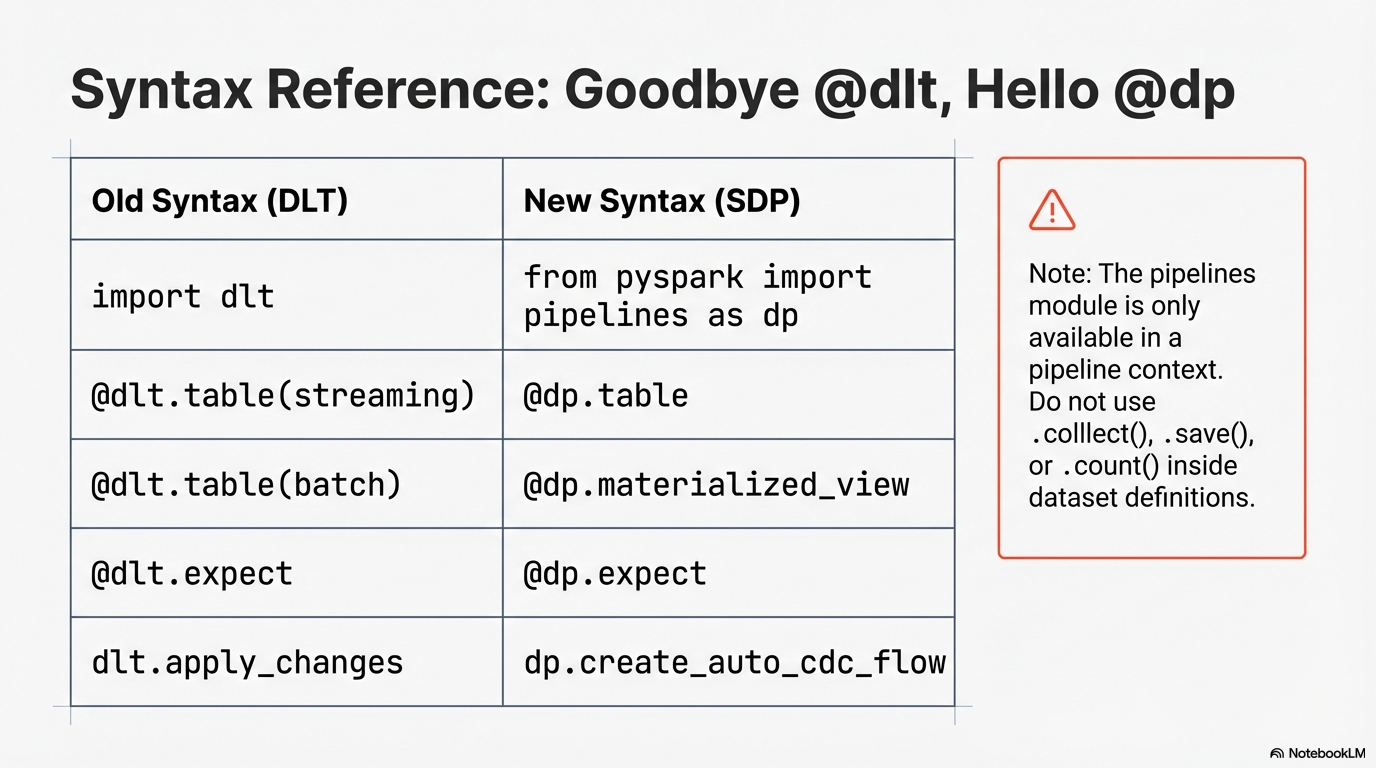 Syntax Reference: Goodbye @dlt, Hello @dp
Old Syntax (DLT)
New Syntax (SDP)
import dlt
from pyspark import
pipelines as dp
@dlt.table(streaming)
@dp.table
@dlt.table(batch)
@dp.materialized_view
@dlt.expect
@dp.expect
dlt.apply_changes
dp.create_auto_cdc_flow
Note: The pipelines
module is only
available in a
pipeline context.
Do not use
.colllect(), .save(),
or .count() inside
dataset definitions.
NotebookLM